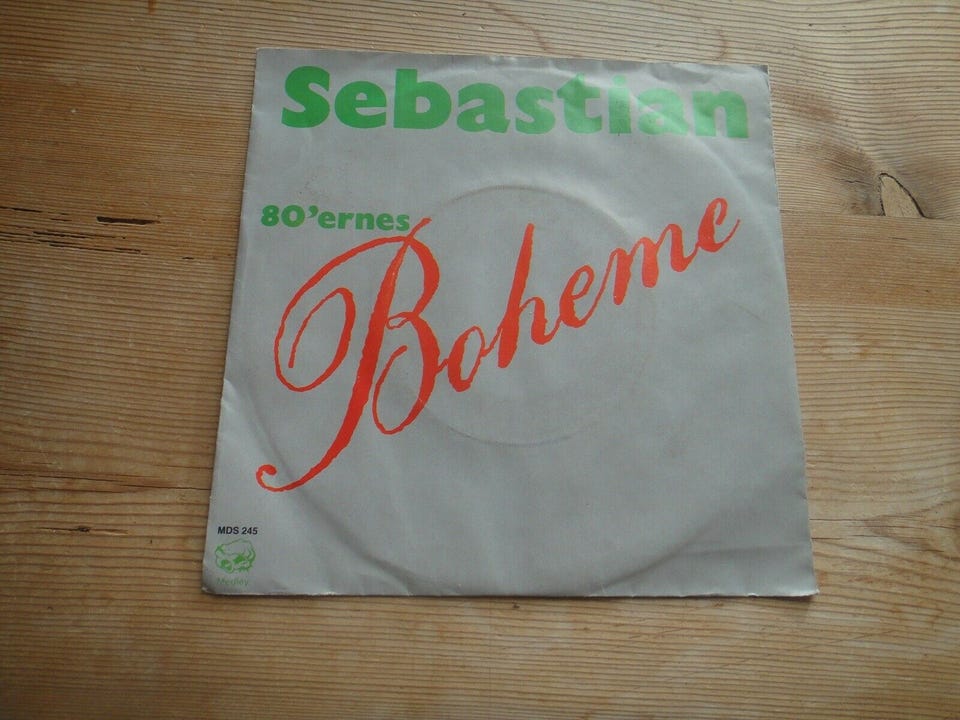 Sebastian
80'ernes
Boheme
MDS 245
Medley